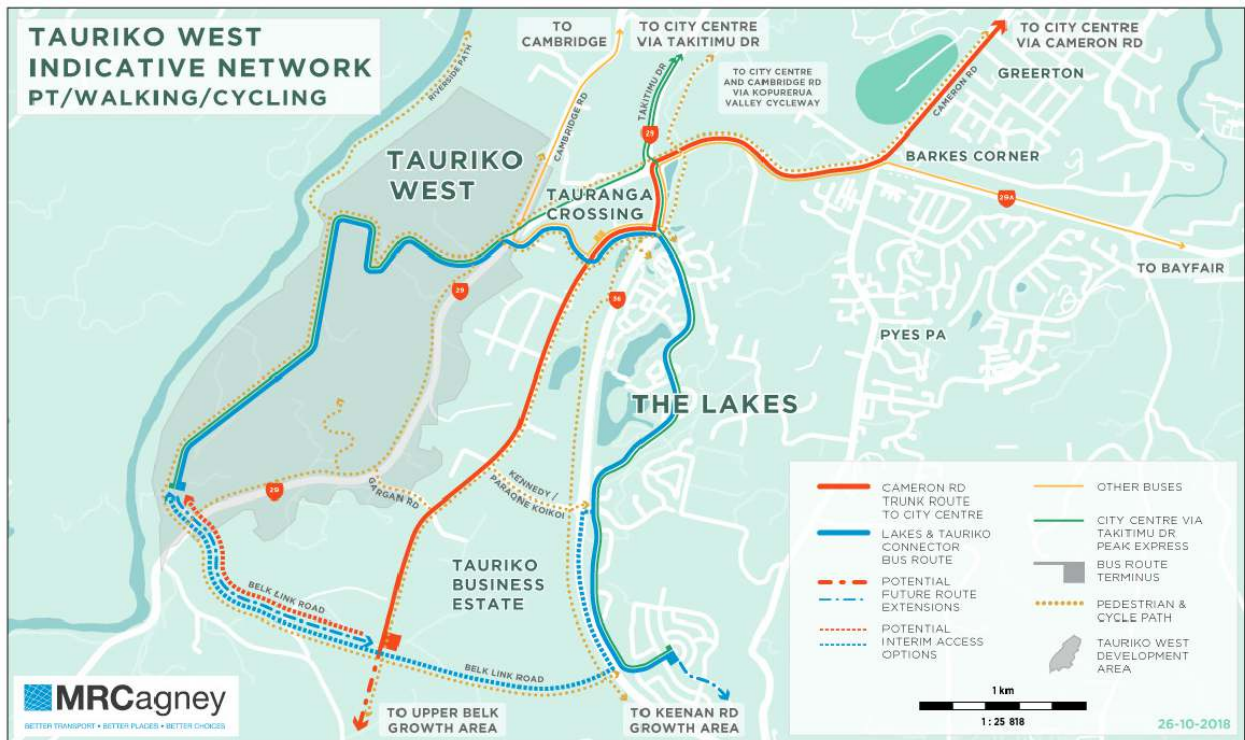 TAURIKO WEST
INDICATIVE NETWORK
PT/WALKING/CYCLING
TO
CAMBRIDGE
TO CITY CENTRE
VIA TAKITIMU DR
TO CITY CENTRE
VIA CAMERON RD
TO CITY CENTRE
AND CAMBRIDGE RD
VIA KOPURERUA
VALLEY CYCLEWAY
RIVERSIDE PATH
CAMBRIDGE RD
TAKITIMU DR
CAMERON RD
GREERTON
29
BARKES CORNER
TAURIKO
WEST
TAURANGA
CROSSING
29A
TO BAYFAIR
29
36
PYES PA
THE LAKES
KENNEDY /
PARAONE KOIKOI
GARGAN RD
29
TAURIKO
BUSINESS
ESTATE
BELK LINK ROAD
BELK LINK ROAD
TO UPPER BELK
GROWTH AREA
TO KEENAN RD
GROWTH AREA
CAMERON RD
TRUNK ROUTE
TO CITY CENTRE
LAKES & TAURIKO
CONNECTOR
BUS ROUTE
POTENTIAL
FUTURE ROUTE
EXTENSIONS
POTENTIAL
INTERIM ACCESS
OPTIONS
OTHER BUSES
CITY CENTRE VIA
TAKITIMU DR
PEAK EXPRESS
BUS ROUTE
TERMINUS
PEDESTRIAN &
CYCLE PATH
TAURIKO WEST
DEVELOPMENT
AREA
1 km
1 : 25 818
26-10-2018
MRCagney
BETTER TRANSPORT • BETTER PLACES • BETTER CHOICES